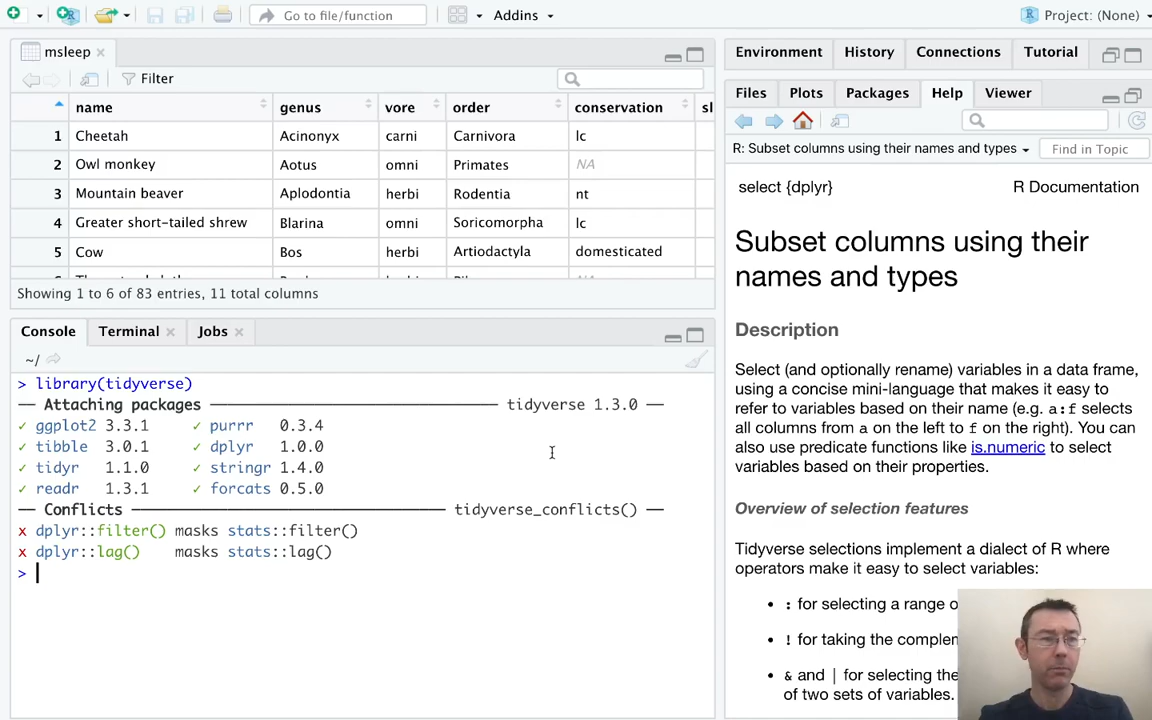 Go to file/function
Addins
Project: (None)
msleep
Filter
name genus vore order conservation sl
1 Cheetah Acinonyx carni Carnivora lc
2 Owl monkey Aotus omni Primates NA
3 Mountain beaver Aplodontia herbi Rodentia nt
4 Greater short-tailed shrew Blarina omni Soricomorpha lc
5 Cow Bos herbi Artiodactyla domesticated
Showing 1 to 6 of 83 entries, 11 total columns
Console Terminal Jobs
~/
> library(tidyverse)
── Attaching packages ──────────── tidyverse 1.3.0 ──
✓ ggplot2 3.3.1 ✓ purrr 0.3.4
✓ tibble 3.0.1 ✓ dplyr 1.0.0
✓ tidyr 1.1.0 ✓ stringr 1.4.0
✓ readr 1.3.1 ✓ forcats 0.5.0
── Conflicts ──────────── tidyverse_conflicts() ──
x dplyr::filter() masks stats::filter()
x dplyr::lag() masks stats::lag()
>
Environment History Connections Tutorial
Files Plots Packages Help Viewer
R: Subset columns using their names and types
Find in Topic
select {dplyr} R Documentation
Subset columns using their
names and types
Description
Select (and optionally rename) variables in a data frame,
using a concise mini-language that makes it easy to
refer to variables based on their name (e.g. a:f selects
all columns from a on the left to f on the right). You can
also use predicate functions like is.numeric to select
variables based on their properties.
Overview of selection features
Tidyverse selections implement a dialect of R where
operators make it easy to select variables:
• : for selecting a range o
• ! for taking the complem
• & and | for selecting the
of two sets of variables.